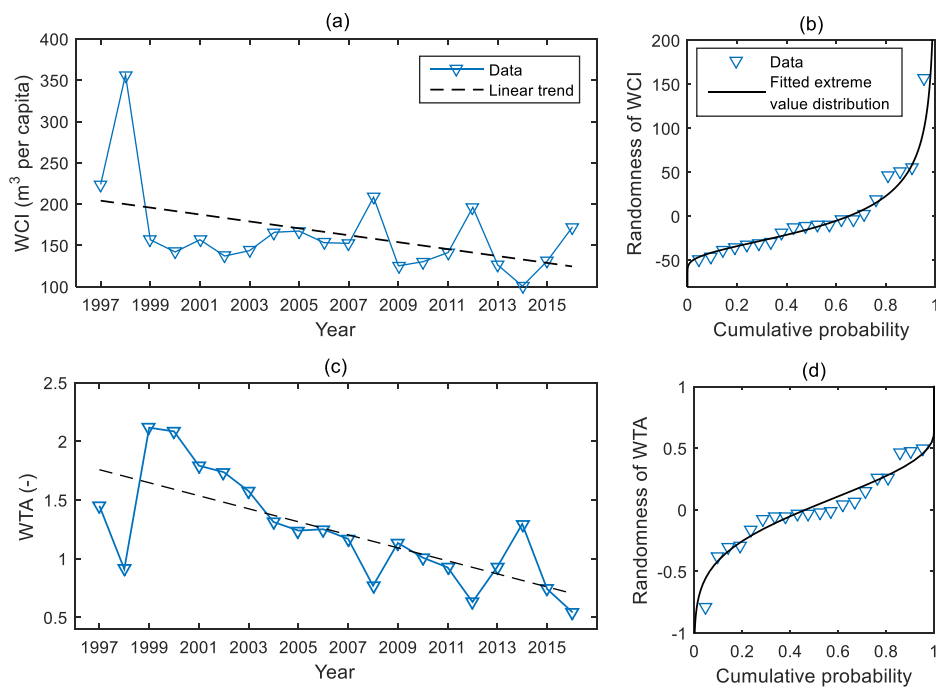 (a)
400
350
300
250
200
150
100
WCI (m³ per capita)
Data
Linear trend
1997 1999 2001 2003 2005 2007 2009 2011 2013 2015
Year
(b)
200
150
100
50
0
-50
Randomness of WCI
Data
Fitted extreme
value distribution
0 0.2 0.4 0.6 0.8 1
Cumulative probability
(c)
2.5
2
1.5
1
0.5
WTA (-)
1997 1999 2001 2003 2005 2007 2009 2011 2013 2015
Year
(d)
1
0.5
0
-0.5
-1
Randomness of WTA
0 0.2 0.4 0.6 0.8 1
Cumulative probability